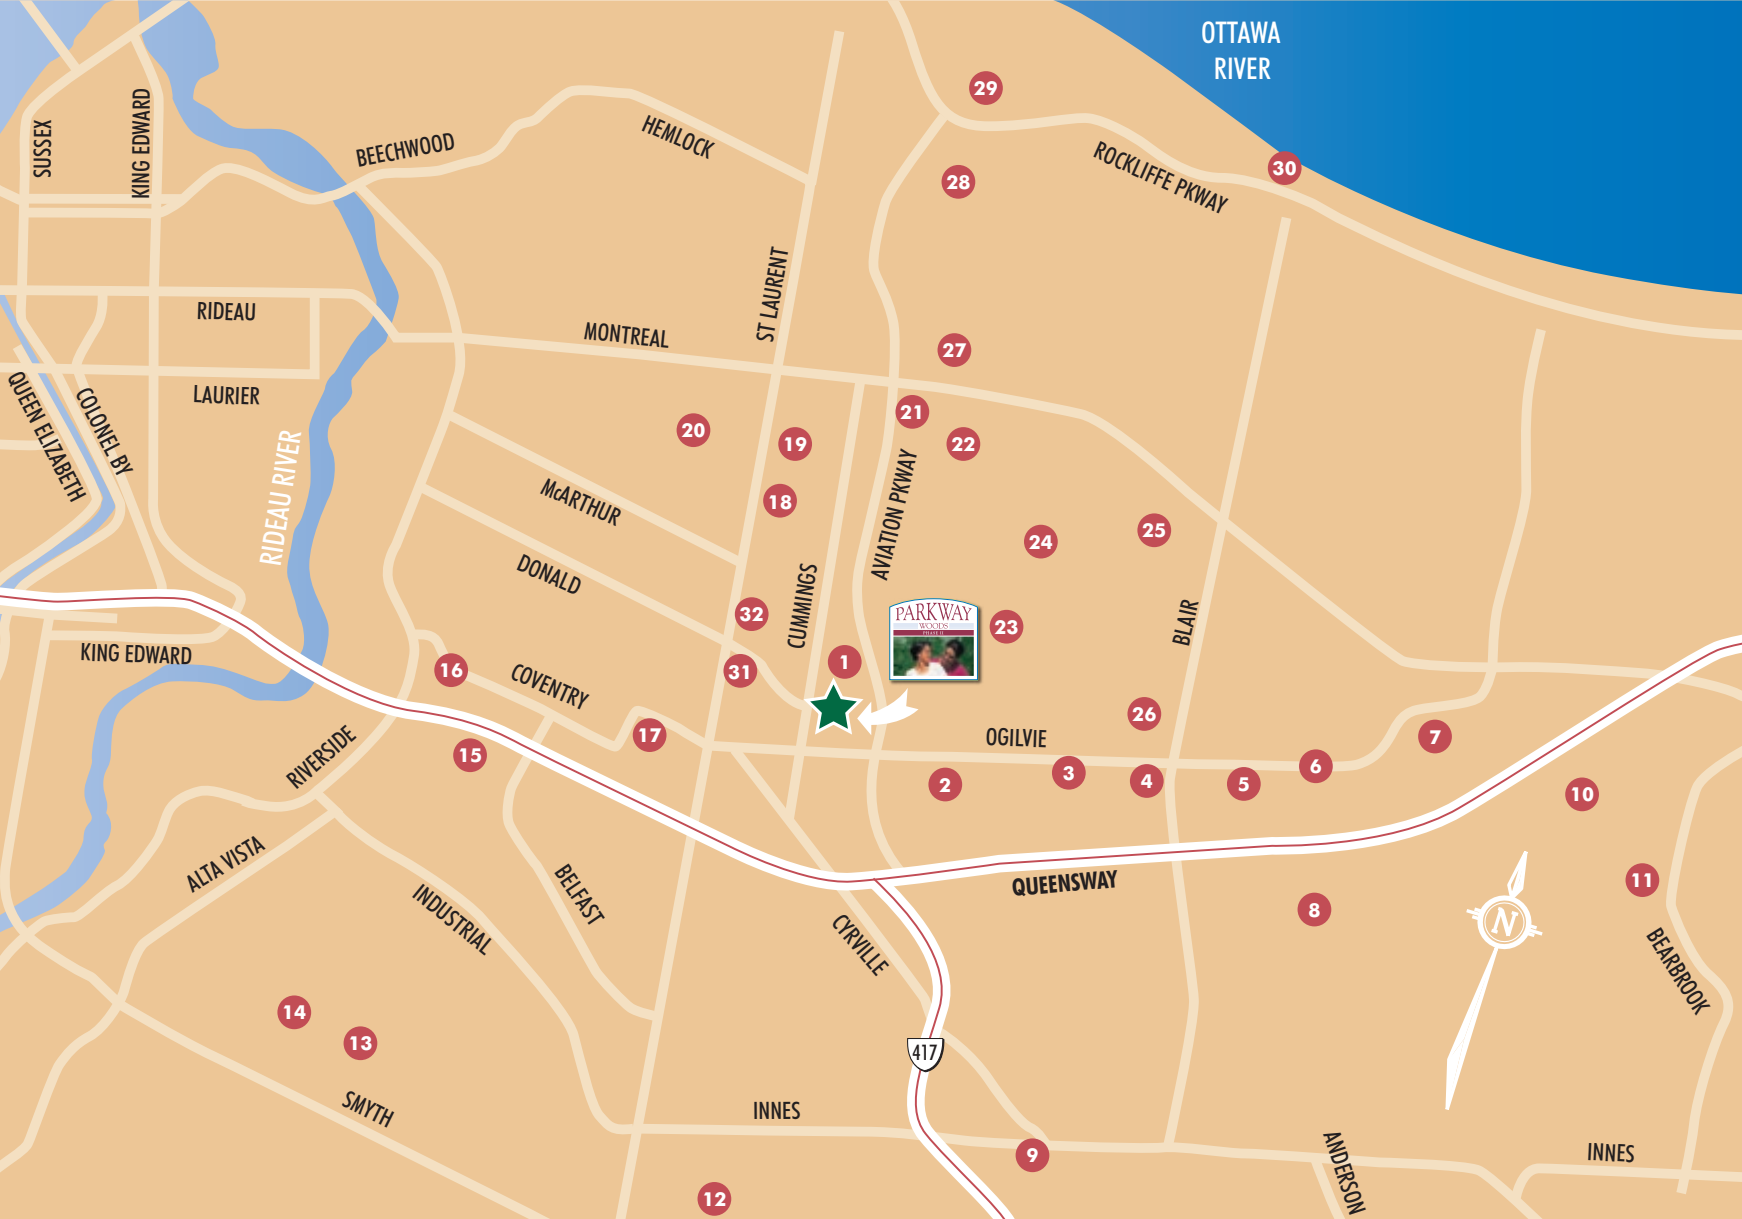 OTTAWA
RIVER
29
SUSSEX
KING EDWARD
BEECHWOOD
HEMLOCK
28
ROCKLIFFE PKWAY
30
RIDEAU
ST LAURENT
MONTREAL
27
LAURIER
QUEEN ELIZABETH
COLONEL BY
RIDEAU RIVER
20
19
21
22
18
McARTHUR
AVIATION PKWAY
24
25
DONALD
CUMMINGS
32
PARKWAY
WOODS
PHASE II
23
BLAIR
KING EDWARD
16
COVENTRY
31
1
26
17
OGILVIE
7
RIVERSIDE
15
2
3
4
5
6
10
ALTA VISTA
INDUSTRIAL
BELFAST
QUEENSWAY
CYRVILLE
8
11
N
BEARBROOK
14
13
417
SMYTH
INNES
9
ANDERSON
INNES
12